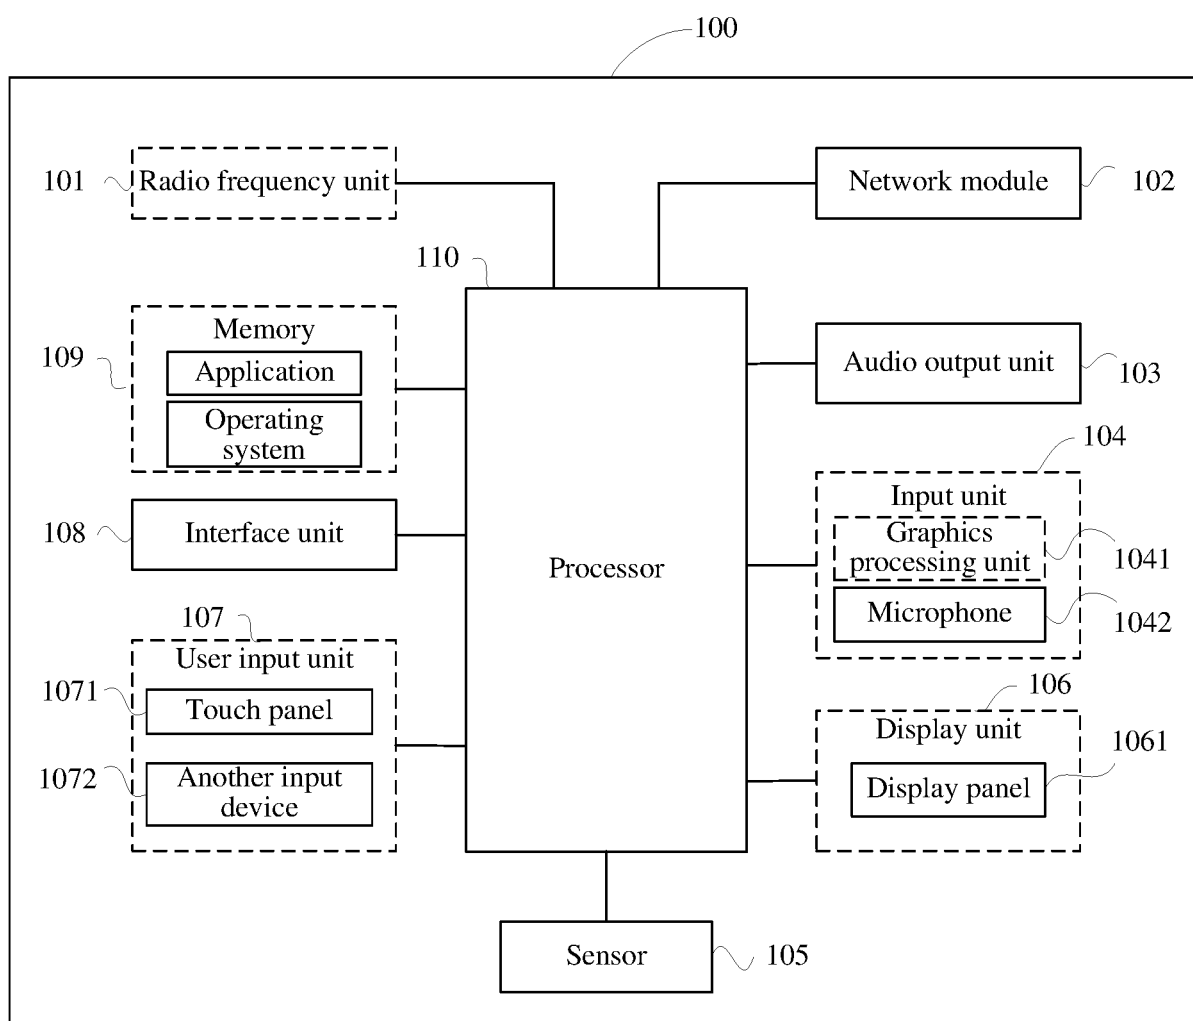 100
101
Radio frequency unit
Network module
102
110
109
Memory
Application
Operating
system
Audio output unit
103
104
Input unit
Graphics
processing unit
1041
Microphone
1042
108
Interface unit
Processor
107
User input unit
1071
Touch panel
1072
Another input
device
106
Display unit
1061
Display panel
Sensor
105